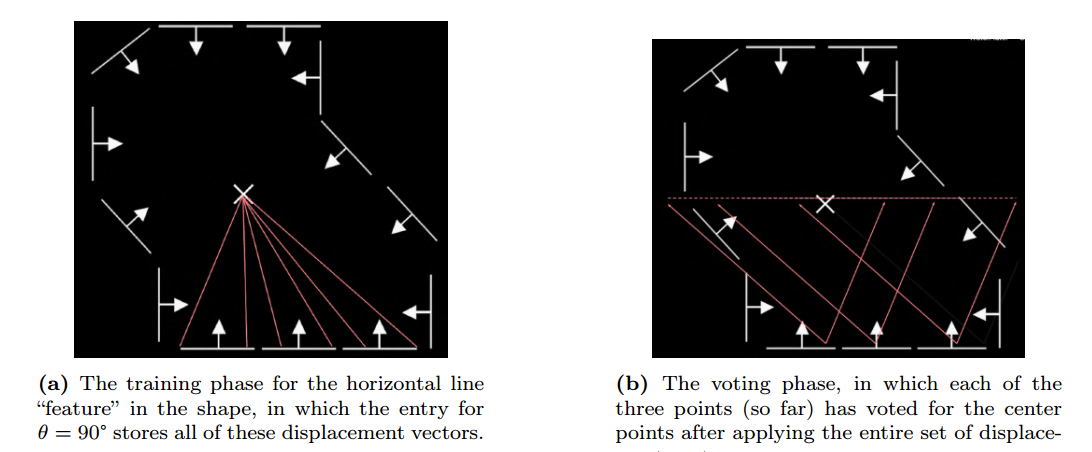 (a) The training phase for the horizontal line
“feature” in the shape, in which the entry for
θ = 90° stores all of these displacement vectors.
(b) The voting phase, in which each of the
three points (so far) has voted for the center
points after applying the entire set of displace-